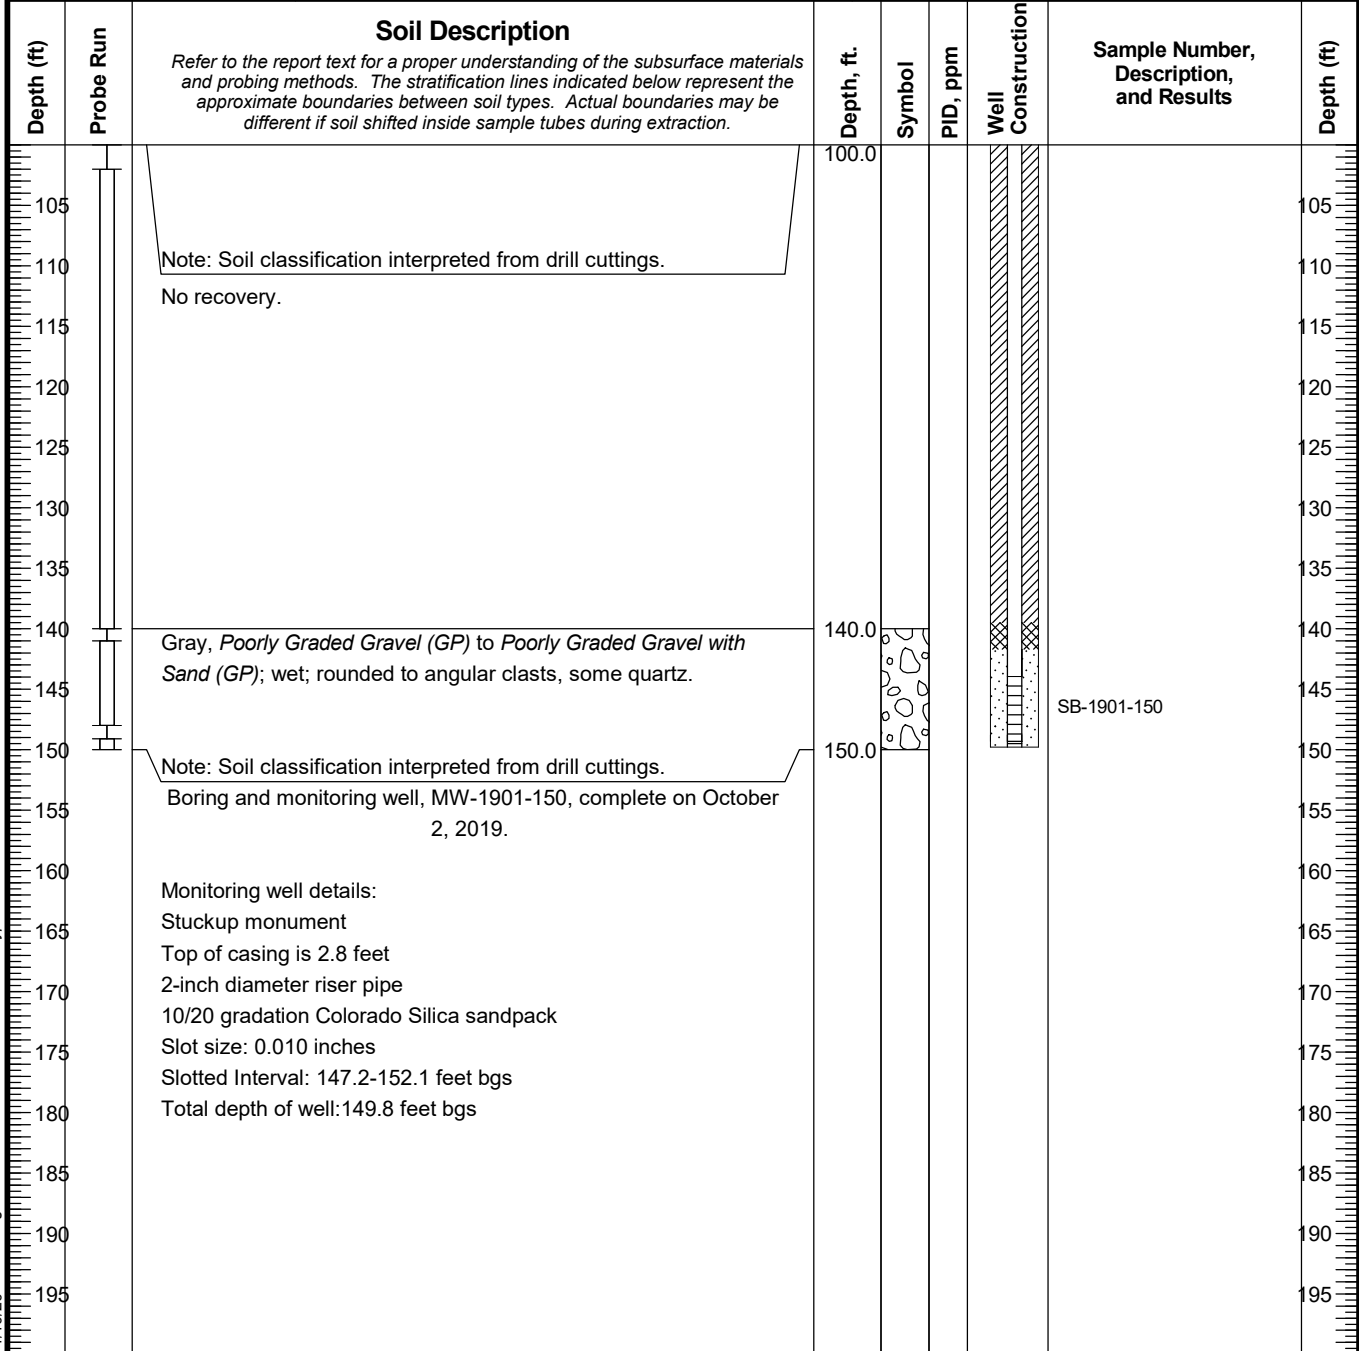 Depth (ft)
Probe Run
Soil Description
Refer to the report text for a proper understanding of the subsurface materials
and probing methods. The stratification lines indicated below represent the
approximate boundaries between soil types. Actual boundaries may be
different if soil shifted inside sample tubes during extraction.
Depth, ft.
Symbol
PID, ppm
Well
Construction
Sample Number,
Description,
and Results
Depth (ft)
100.0
105
105
Note: Soil classification interpreted from drill cuttings.
110
110
No recovery.
115
115
120
120
125
125
130
130
135
135
140
140.0
140
Gray, Poorly Graded Gravel (GP) to Poorly Graded Gravel with
Sand (GP); wet; rounded to angular clasts, some quartz.
145
145
SB-1901-150
150
150.0
150
Note: Soil classification interpreted from drill cuttings.
Boring and monitoring well, MW-1901-150, complete on October
2, 2019.
155
155
160
160
Monitoring well details:
Stuckup monument
165
165
Top of casing is 2.8 feet
2-inch diameter riser pipe
170
170
10/20 gradation Colorado Silica sandpack
Slot size: 0.010 inches
175
175
Slotted Interval: 147.2-152.1 feet bgs
Total depth of well:149.8 feet bgs
180
180
185
185
190
190
195
195